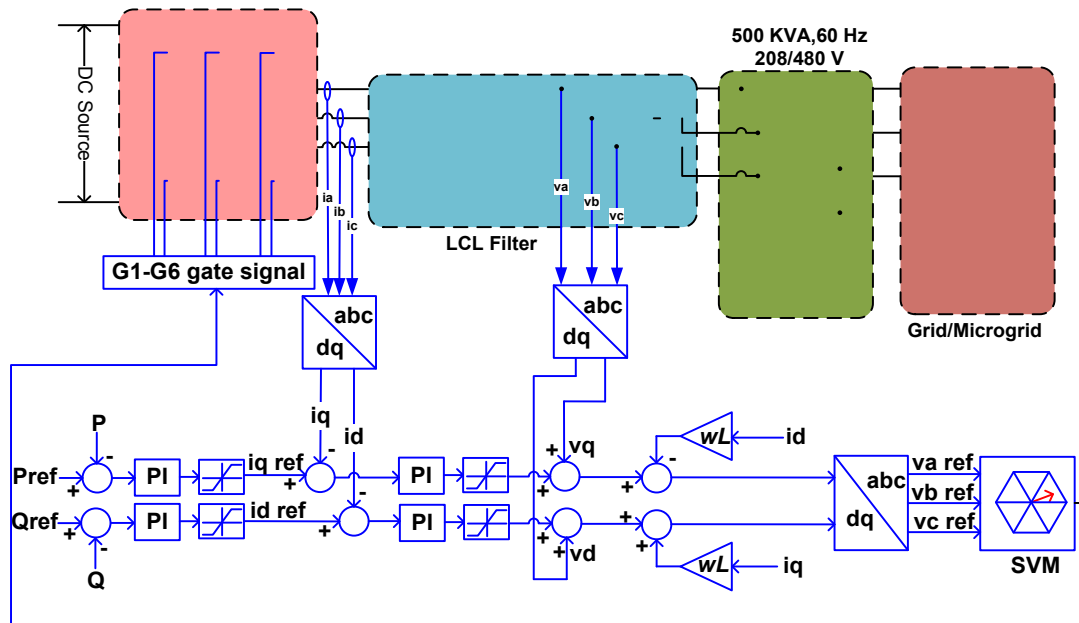 500 KVA,60 Hz
208/480 V
DC Source
ia
ib
ic
va
vb
vc
LCL Filter
G1-G6 gate signal
Grid/Microgrid
abc
dq
abc
dq
iq
id
P
-
Pref
+
PI
iq ref
+
-
PI
+
vq
-
+
wL
id
Qref
+
-
Q
PI
id ref
+
-
PI
+
+
vd
+
+
wL
iq
abc
dq
va ref
vb ref
vc ref
SVM